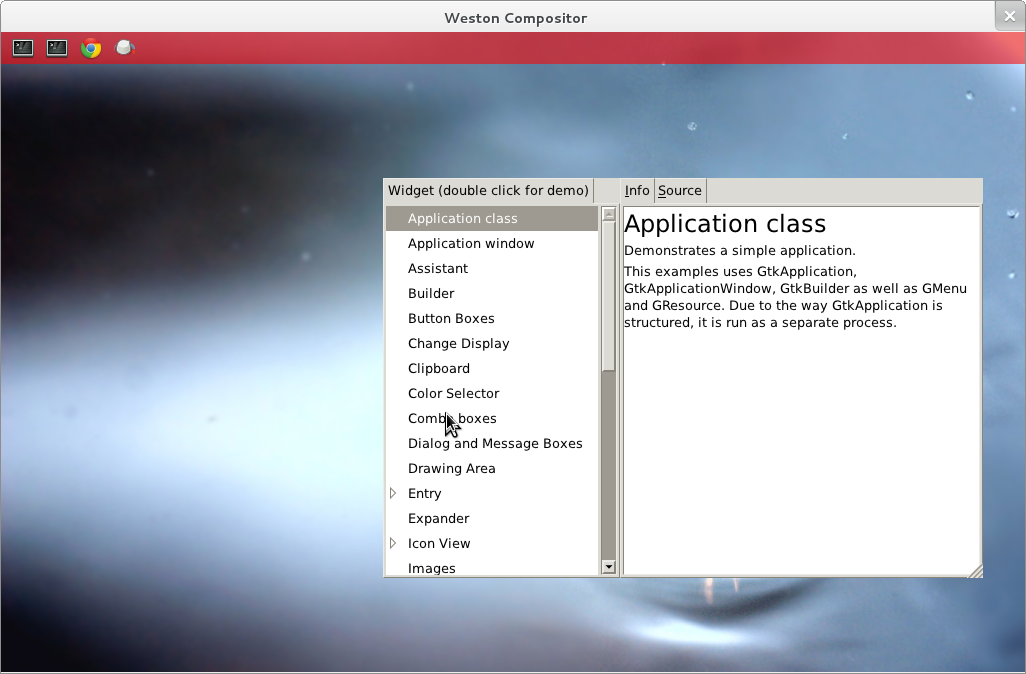 Weston Compositor
Widget (double click for demo)
Info Source
Application class
Application window
Assistant
Builder
Button Boxes
Change Display
Clipboard
Color Selector
Combo boxes
Dialog and Message Boxes
Drawing Area
Entry
Expander
Icon View
Images
Application class
Demonstrates a simple application.
This examples uses GtkApplication,
GtkApplicationWindow, GtkBuilder as well as GMenu
and GResource. Due to the way GtkApplication is
structured, it is run as a separate process.